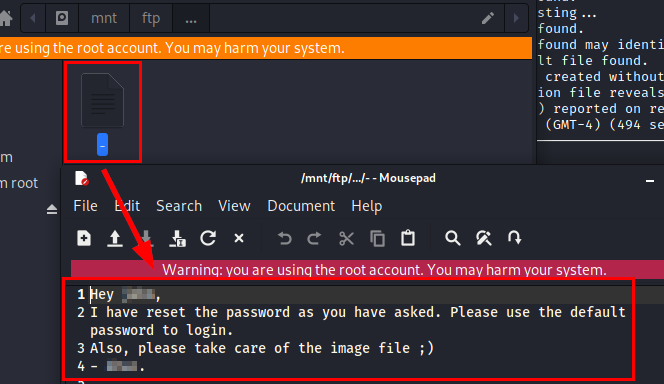 mnt ftp ...
re using the root account. You may harm your system.
-
m
m root
sting...
found.
found may identi
lt file found.
created without
ion file reveals
) reported on re
(GMT-4) (494 se
/mnt/ftp/.../- - Mousepad
File Edit Search View Document Help
Warning: you are using the root account. You may harm your system.
1 Hey ,
2 I have reset the password as you have asked. Please use the default
password to login.
3 Also, please take care of the image file ;)
4 - .